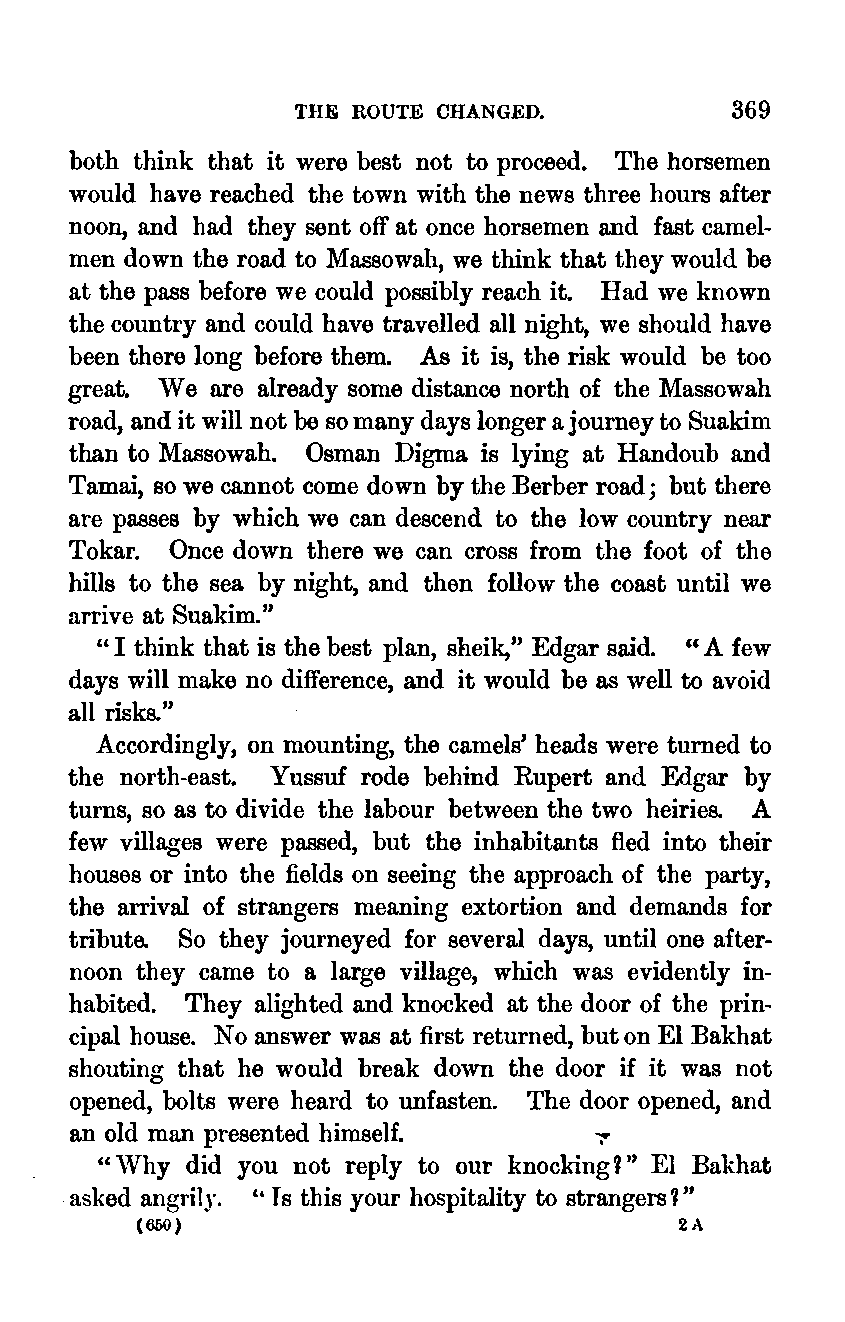 THE ROUTE CHANGED. 369
both think that it were best not to proceed. The horsemen
would have reached the town with the news three hours after
noon, and had they sent off at once horsemen and fast camel-
men down the road to Massowah, we think that they would be
at the pass before we could possibly reach it. Had we known
the country and could have travelled all night, we should have
been there long before them. As it is, the risk would be too
great. We are already some distance north of the Massowah
road, and it will not be so many days longer a journey to Suakim
than to Massowah. Osman Digma is lying at Handoub and
Tamai, so we cannot come down by the Berber road; but there
are passes by which we can descend to the low country near
Tokar. Once down there we can cross from the foot of the
hills to the sea by night, and then follow the coast until we
arrive at Suakim."
"I think that is the best plan, sheik," Edgar said. "A few
days will make no difference, and it would be as well to avoid
all risks."
Accordingly, on mounting, the camels' heads were turned to
the north-east. Yussuf rode behind Rupert and Edgar by
turns, so as to divide the labour between the two heiries. A
few villages were passed, but the inhabitants fled into their
houses or into the fields on seeing the approach of the party,
the arrival of strangers meaning extortion and demands for
tribute. So they journeyed for several days, until one after-
noon they came to a large village, which was evidently in-
habited. They alighted and knocked at the door of the prin-
cipal house. No answer was at first returned, but on El Bakhat
shouting that he would break down the door if it was not
opened, bolts were heard to unfasten. The door opened, and
an old man presented himself.
"Why did you not reply to our knocking?" El Bakhat
asked angrily. "Is this your hospitality to strangers?"
(650) 2 A